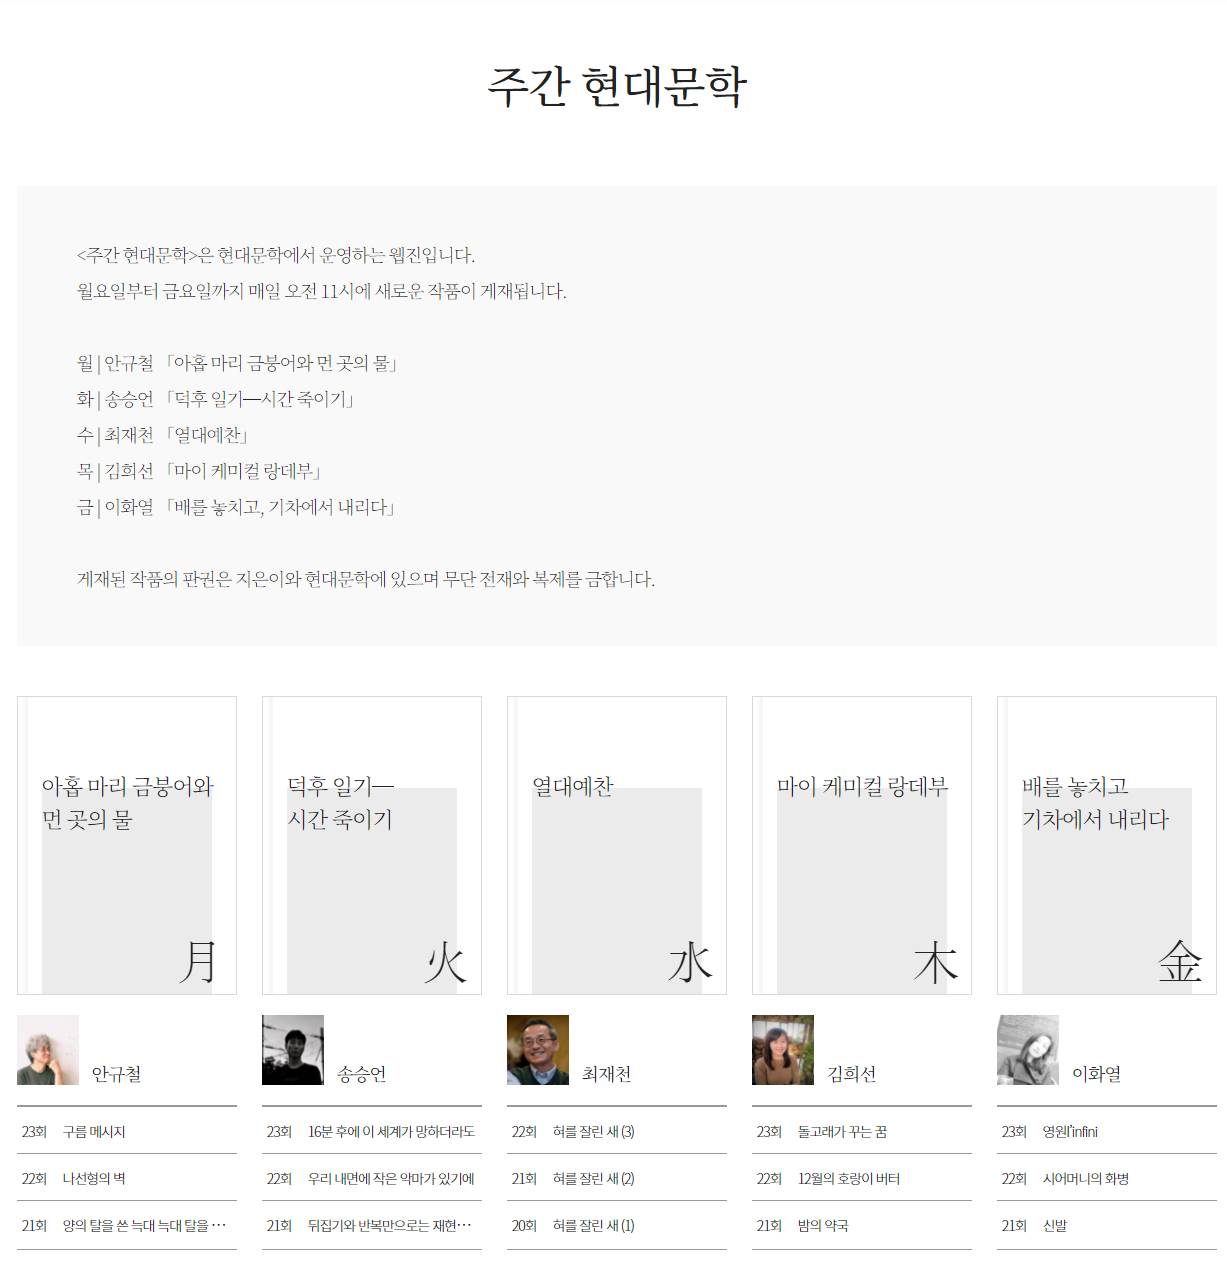 주간 현대문학
<주간 현대문학>은 현대문학에서 운영하는 웹진입니다.
월요일부터 금요일까지 매일 오전 11시에 새로운 작품이 게재됩니다.
월 | 안규철 「아홉 마리 금붕어와 먼 곳의 물」
화 | 송승언 「덕후 일기―시간 죽이기」
수 | 최재천 「열대예찬」
목 | 김희선 「마이 케미컬 랑데부」
금 | 이화열 「배를 놓치고, 기차에서 내리다」
게재된 작품의 판권은 지은이와 현대문학에 있으며 무단 전재와 복제를 금합니다.
아홉 마리 금붕어와
먼 곳의 물
月
안규철
23회 구름 메시지
22회 나선형의 벽
21회 양의 탈을 쓴 늑대 늑대 탈을 …
덕후 일기―
시간 죽이기
火
송승언
23회 16분 후에 이 세계가 망하더라도
22회 우리 내면에 작은 악마가 있기에
21회 뒤집기와 반복만으로는 재현…
열대예찬
水
최재천
22회 혀를 잘린 새 (3)
21회 혀를 잘린 새 (2)
20회 혀를 잘린 새 (1)
마이 케미컬 랑데부
木
김희선
23회 돌고래가 꾸는 꿈
22회 12월의 호랑이 버터
21회 밤의 약국
배를 놓치고
기차에서 내리다
金
이화열
23회 영원l’infini
22회 시어머니의 화병
21회 신발